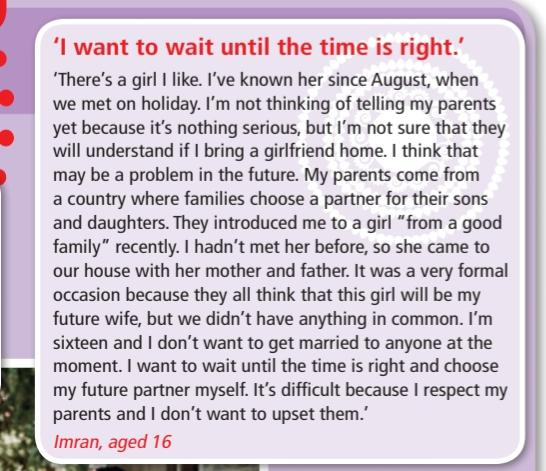 ‘I want to wait until the time is right.’
‘There’s a girl I like. I’ve known her since August, when
we met on holiday. I’m not thinking of telling my parents
yet because it’s nothing serious, but I’m not sure that they
will understand if I bring a girlfriend home. I think that
may be a problem in the future. My parents come from
a country where families choose a partner for their sons
and daughters. They introduced me to a girl “from a good
family” recently. I hadn’t met her before, so she came to
our house with her mother and father. It was a very formal
occasion because they all think that this girl will be my
future wife, but we didn’t have anything in common. I’m
sixteen and I don’t want to get married to anyone at the
moment. I want to wait until the time is right and choose
my future partner myself. It’s difficult because I respect my
parents and I don’t want to upset them.’
Imran, aged 16